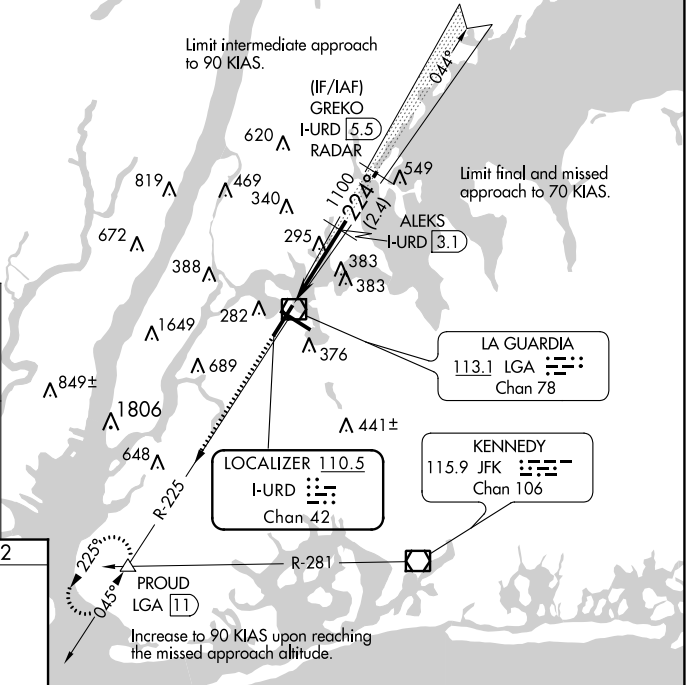 Limit intermediate approach
to 90 KIAS.
044°
(IF/IAF)
GREKO
I-URD 5.5
RADAR
620
549
Limit final and missed
approach to 70 KIAS.
819
469
340
1100
224°
(2.4)
ALEKS
I-URD 3.1
672
295
388
383
383
282
1649
376
LA GUARDIA
113.1 LGA
Chan 78
689
849±
1806
441±
648
LOCALIZER 110.5
I-URD
Chan 42
KENNEDY
115.9 JFK
Chan 106
R-225
2
225°
R-281
045°
PROUD
LGA 11
Increase to 90 KIAS upon reaching
the missed approach altitude.